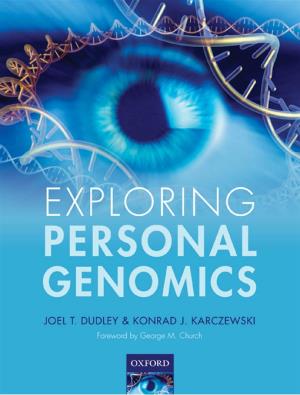 EXPLORING
PERSONAL
GENOMICS
JOEL T. DUDLEY & KONRAD J. KARCZEWSKI
Foreword by George M. Church
OXFORD